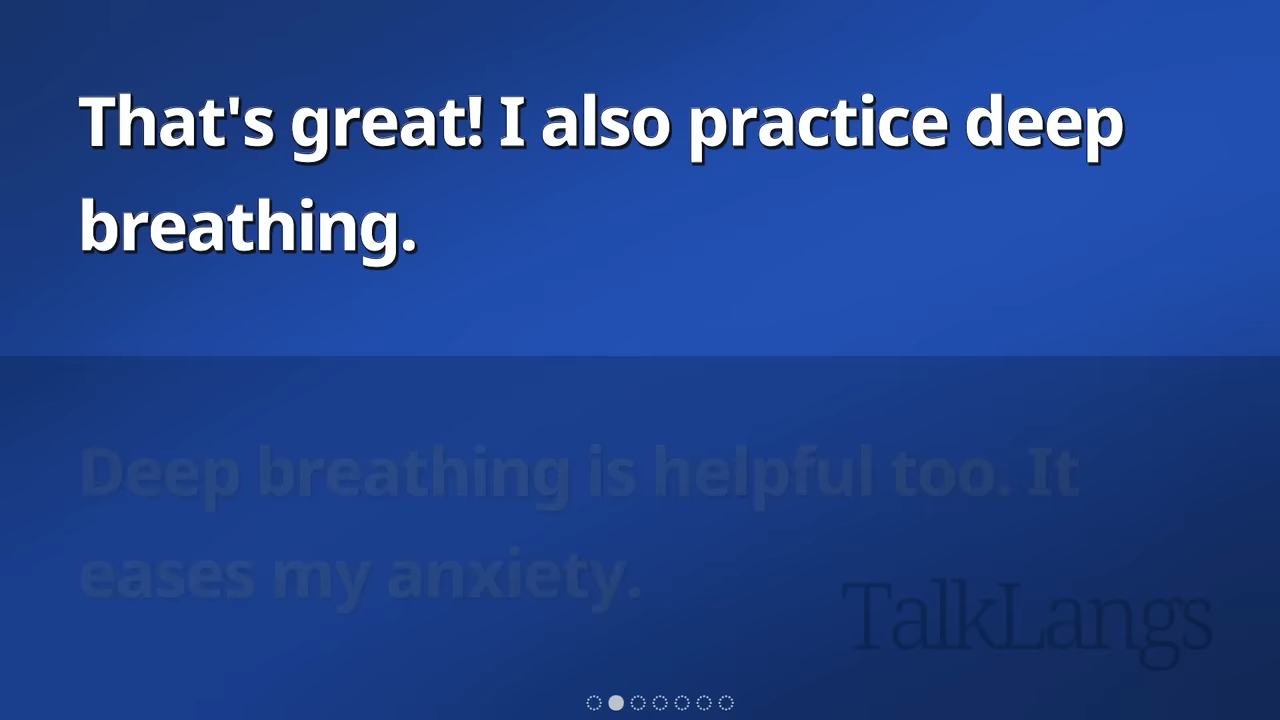 That's great! I also practice deep
breathing.
Deep breathing is helpful too. It
eases my anxiety.
TalkLangs